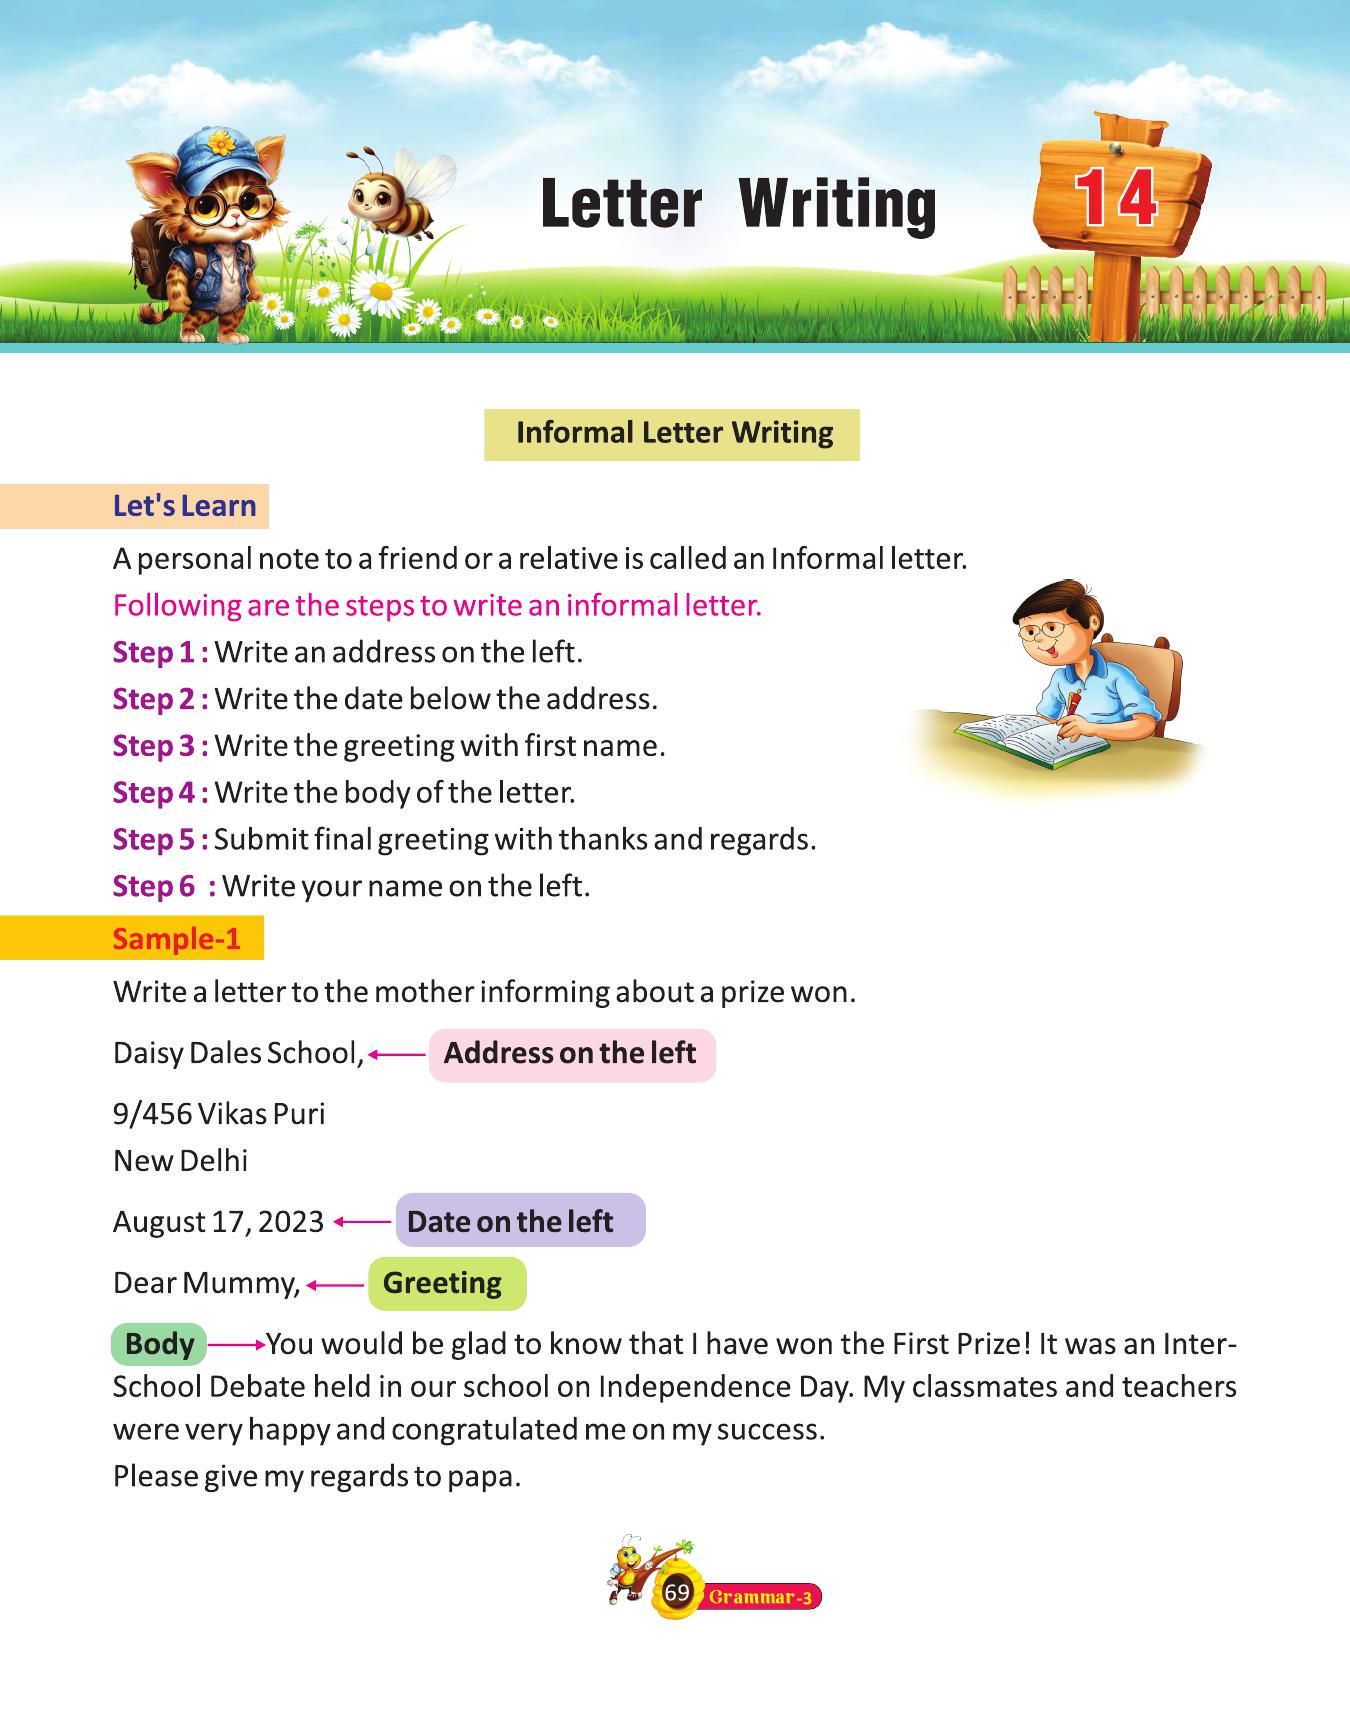 Letter Writing
14
Informal Letter Writing
Let's Learn
A personal note to a friend or a relative is called an Informal letter.
Following are the steps to write an informal letter.
Step 1 : Write an address on the left.
Step 2 : Write the date below the address.
Step 3 : Write the greeting with first name.
Step 4 : Write the body of the letter.
Step 5 : Submit final greeting with thanks and regards.
Step 6 : Write your name on the left.
Sample-1
Write a letter to the mother informing about a prize won.
Daisy Dales School, Address on the left
9/456 Vikas Puri
New Delhi
August 17, 2023 Date on the left
Dear Mummy, Greeting
Body You would be glad to know that I have won the First Prize! It was an Inter-
School Debate held in our school on Independence Day. My classmates and teachers
were very happy and congratulated me on my success.
Please give my regards to papa.
69 Grammar-3